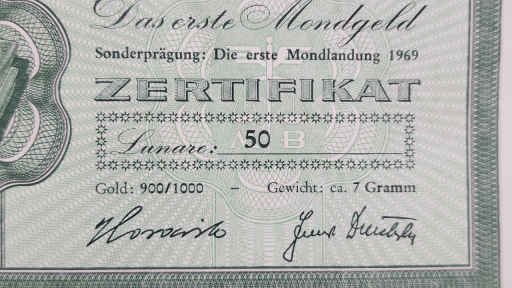 Das erste Mondgeld
Sonderprägung: Die erste Mondlandung 1969
ZERTIFIKAT
Lunare: 50
Gold: 900/1000 – Gewicht: ca. 7 Gramm